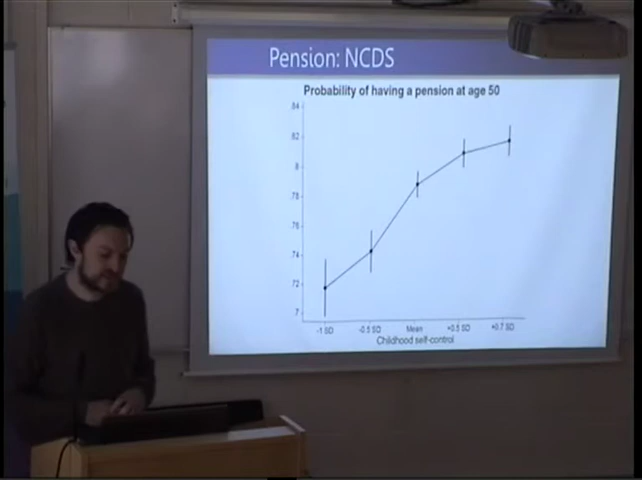 Pension: NCDS
Probability of having a pension at age 50
.84
.82
.8
.78
.76
.74
.72
.7
-1 SD -0.5 SD Mean +0.5 SD +0.7 SD
Childhood self-control